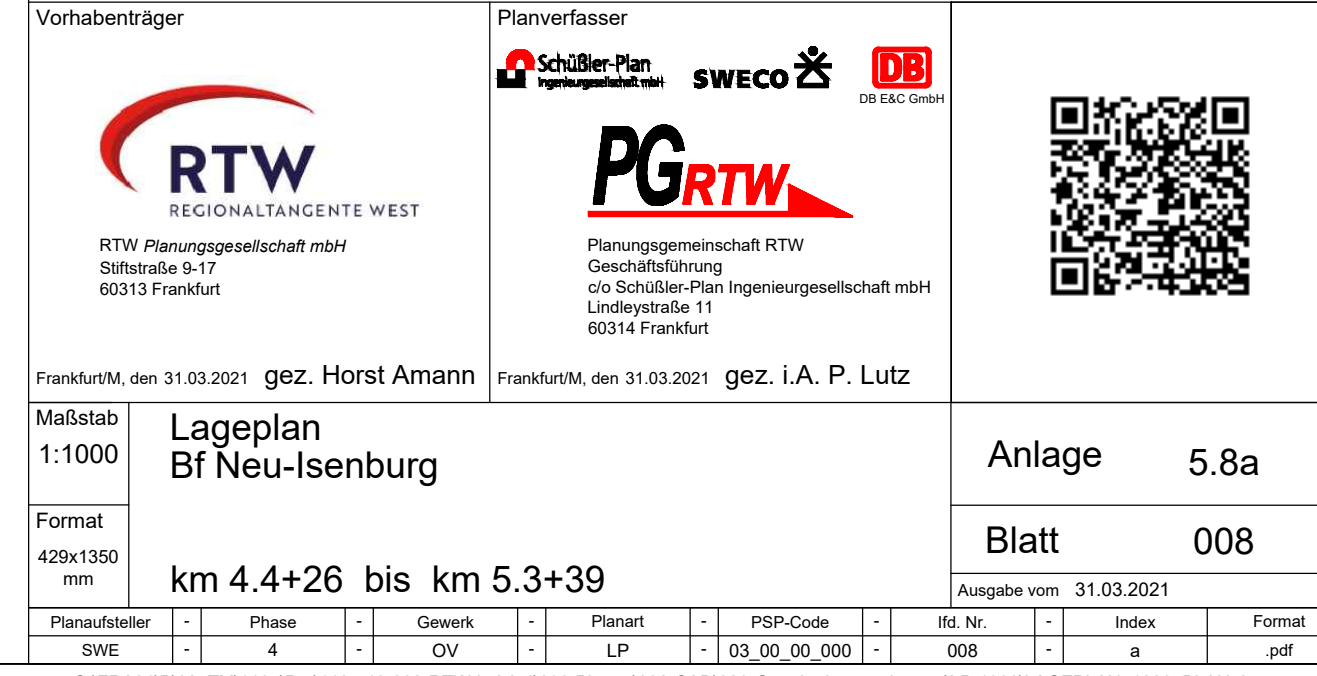 Vorhabenträger
RTW
REGIONALTANGENTE WEST
RTW Planungsgesellschaft mbH
Stiftstraße 9-17
60313 Frankfurt
Frankfurt/M, den 31.03.2021 gez. Horst Amann
Planverfasser
Schüßler-Plan
Ingenieurgesellschaft mbH
SWECO
DB
DB E&C GmbH
PGRTW
Planungsgemeinschaft RTW
Geschäftsführung
c/o Schüßler-Plan Ingenieurgesellschaft mbH
Lindleystraße 11
60314 Frankfurt
Frankfurt/M, den 31.03.2021 gez. i.A. P. Lutz
Maßstab
1:1000
Lageplan
Bf Neu-Isenburg
Anlage 5.8a
Format
429x1350
mm
km 4.4+26 bis km 5.3+39
Blatt 008
Ausgabe vom 31.03.2021
Planaufsteller - Phase - Gewerk - Planart - PSP-Code - lfd. Nr. - Index Format
SWE - 4 - OV - LP - 03_00_00_000 - 008 - a .pdf